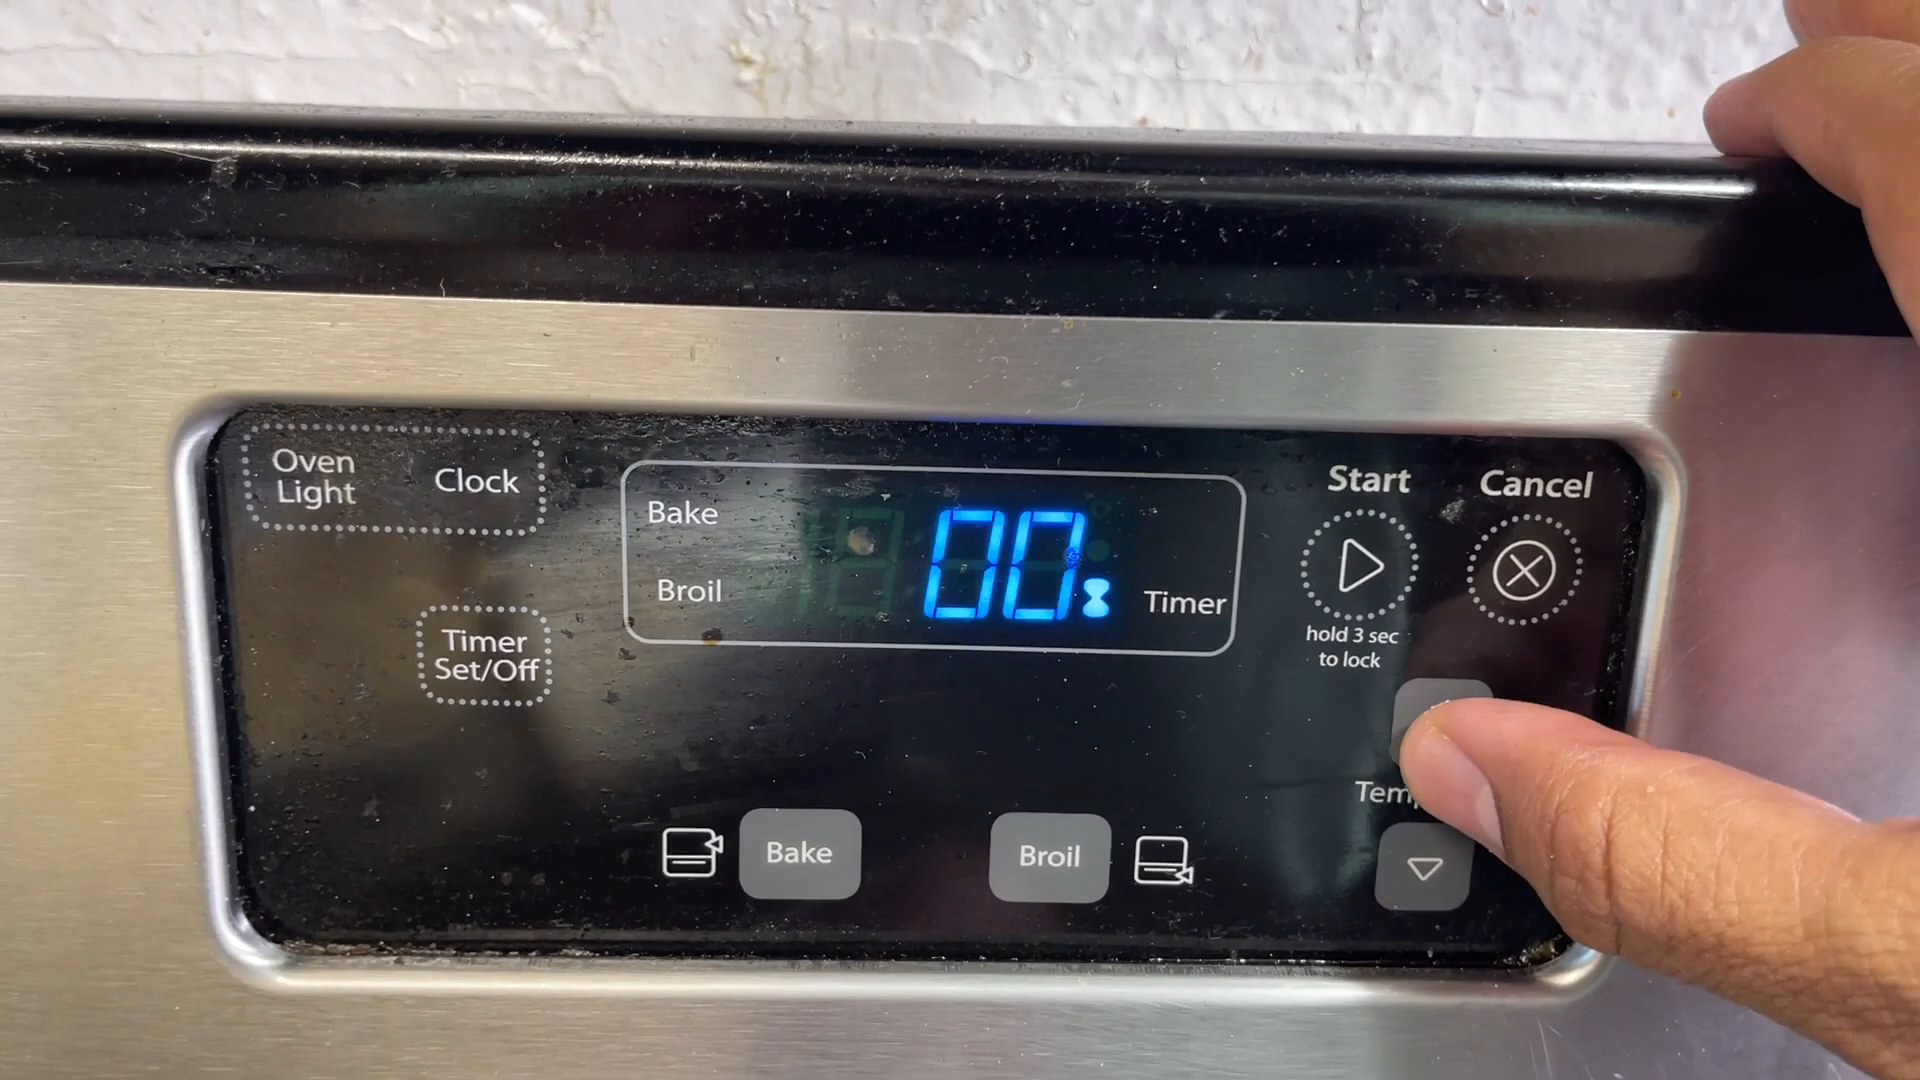 Oven
Light
Clock
Timer
Set/Off
Bake
Broil
00
Timer
Start
hold 3 sec
to lock
Cancel
Bake
Broil